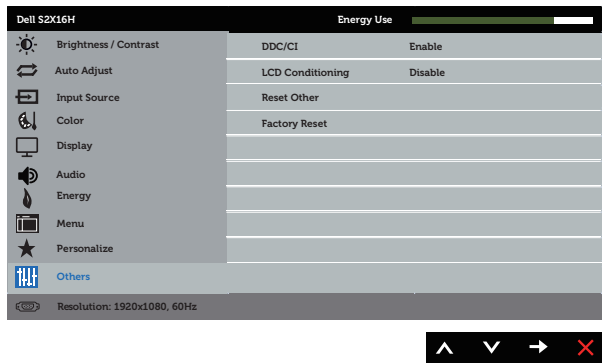 Dell S2X16H Energy Use
Brightness / Contrast DDC/CI Enable
Auto Adjust LCD Conditioning Disable
Input Source Reset Other
Color Factory Reset
Display
Audio
Energy
Menu
Personalize
Others
Resolution: 1920x1080, 60Hz